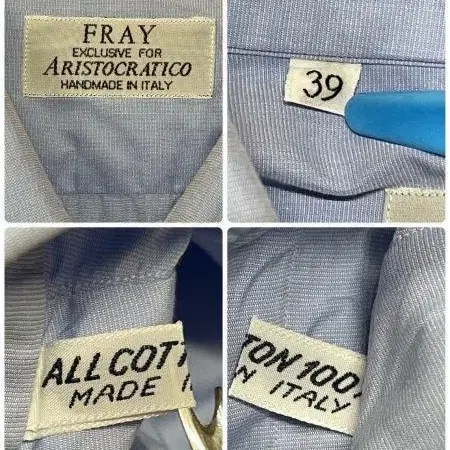 FRAY
EXCLUSIVE FOR
ARISTOCRATICO
HANDMADE IN ITALY
39
ALL COTT
MADE I
TON 100%
N ITALY